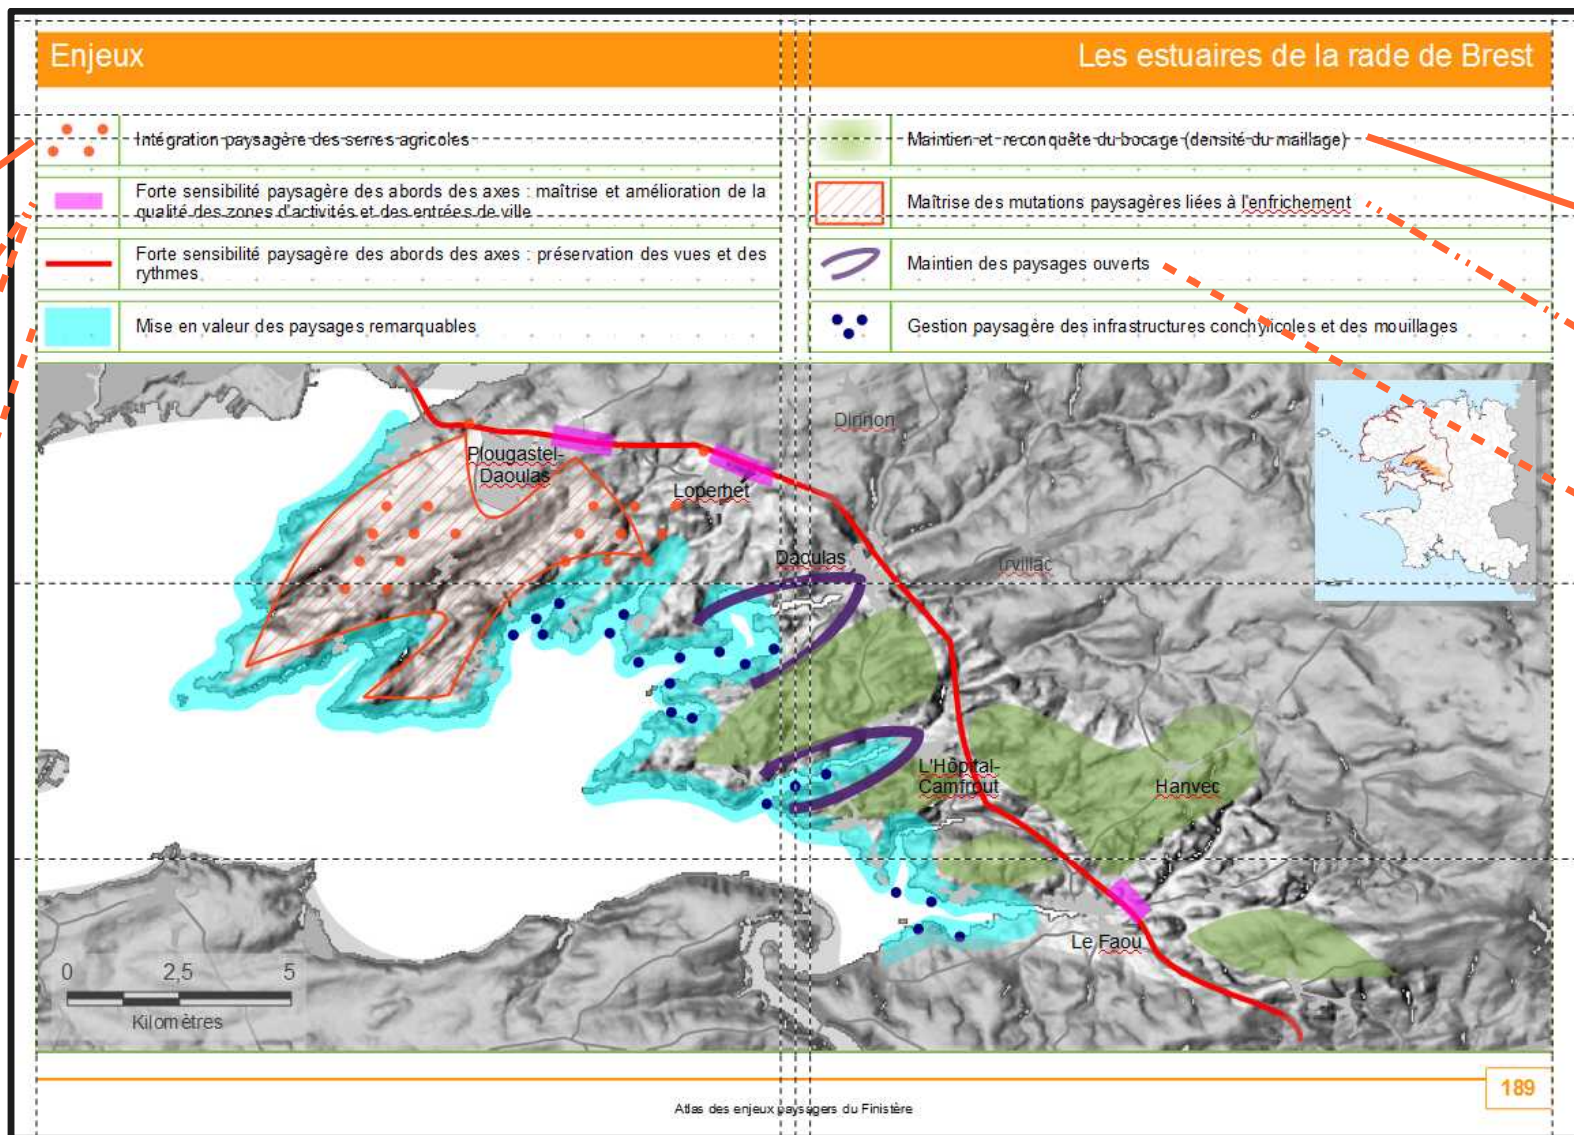 Enjeux
Les estuaires de la rade de Brest
Intégration paysagère des serres agricoles
Forte sensibilité paysagère des abords des axes : maîtrise et amélioration de la
qualité des zones d'activités et des entrées de ville
Forte sensibilité paysagère des abords des axes : préservation des vues et des
rythmes
Mise en valeur des paysages remarquables
Maintien et reconquête du bocage (densité du maillage)
Maîtrise des mutations paysagères liées à l'enfrichement
Maintien des paysages ouverts
Gestion paysagère des infrastructures conchylicoles et des mouillages
Dirinon
Plougastel-
Daoulas
Loperhet
Daoulas
Irvillac
L'Hôpital-
Camfrout
Hanvec
Le Faou
0 2,5 5
Kilomètres
189
Atlas des enjeux paysagers du Finistère